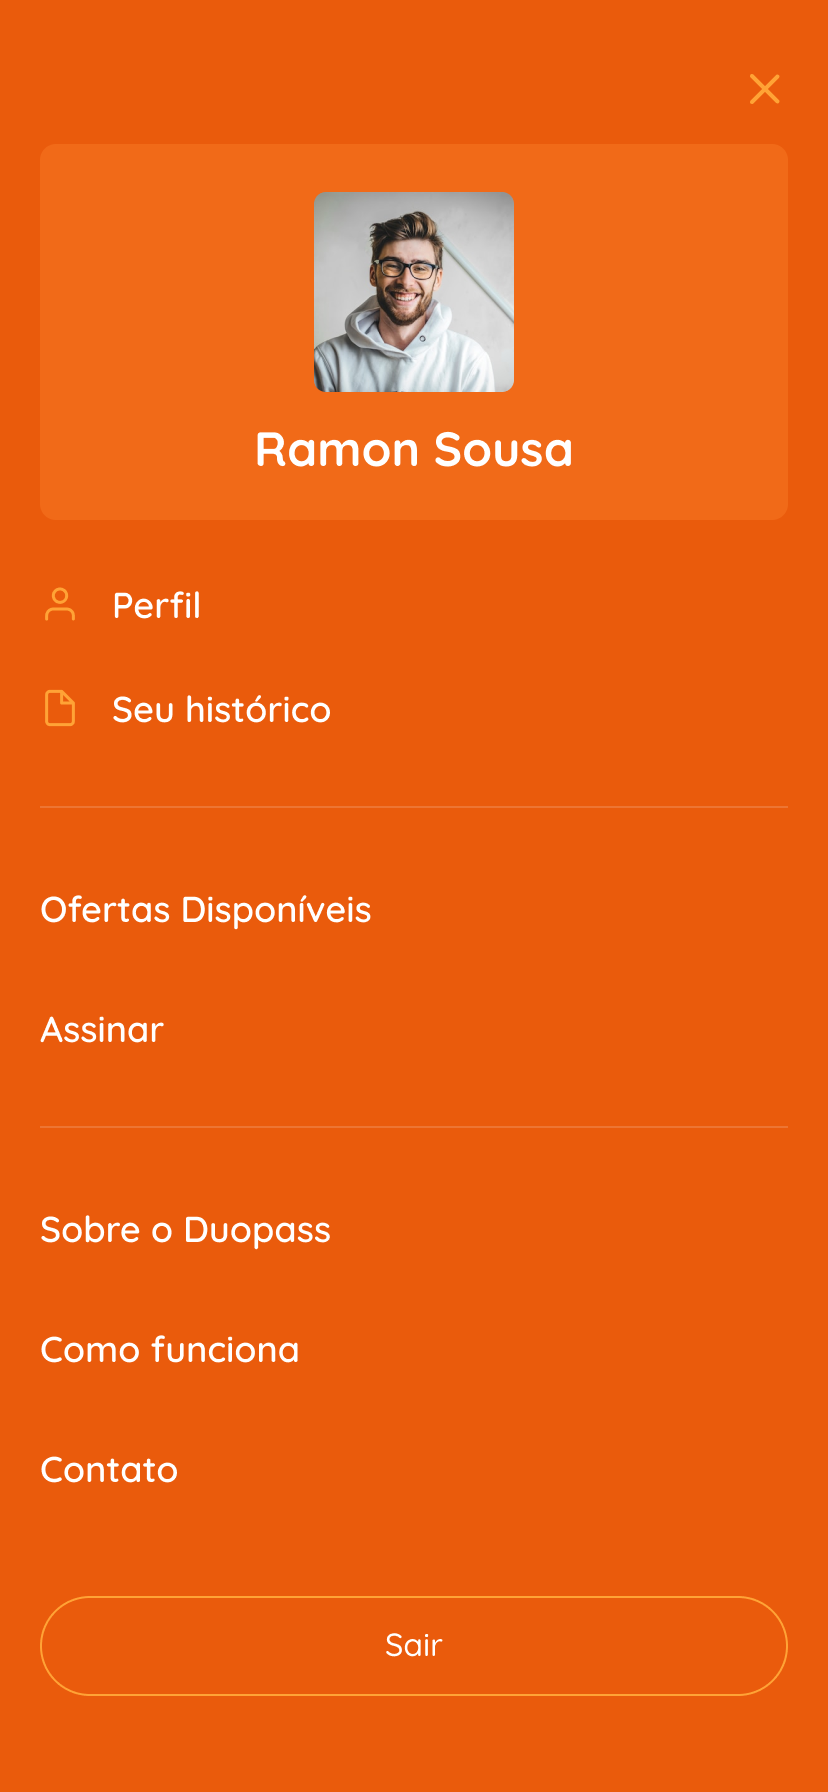 Ramon Sousa
Perfil
Seu histórico
Ofertas Disponíveis
Assinar
Sobre o Duopass
Como funciona
Contato
Sair